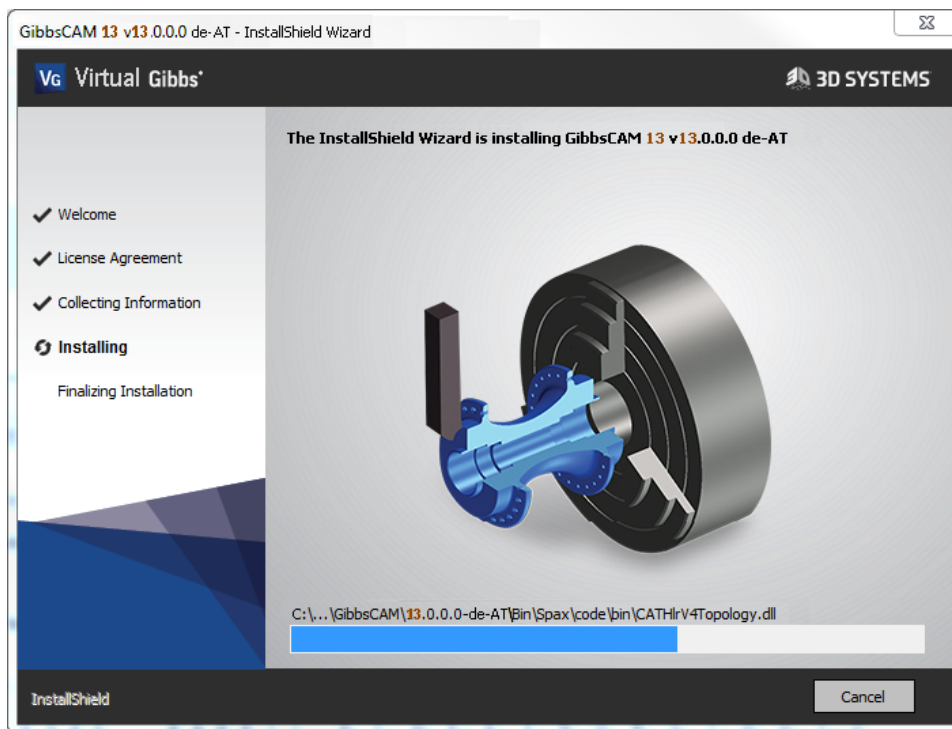 GibbsCAM 13 v13.0.0.0 de-AT - InstallShield Wizard
VG Virtual Gibbs
3D SYSTEMS
The InstallShield Wizard is installing GibbsCAM 13 v13.0.0.0 de-AT
Welcome
License Agreement
Collecting Information
Installing
Finalizing Installation
C:\...\GibbsCAM\13.0.0.0-de-AT\Bin\Spax\code\bin\CATHlrV4Topology.dll
InstallShield
Cancel